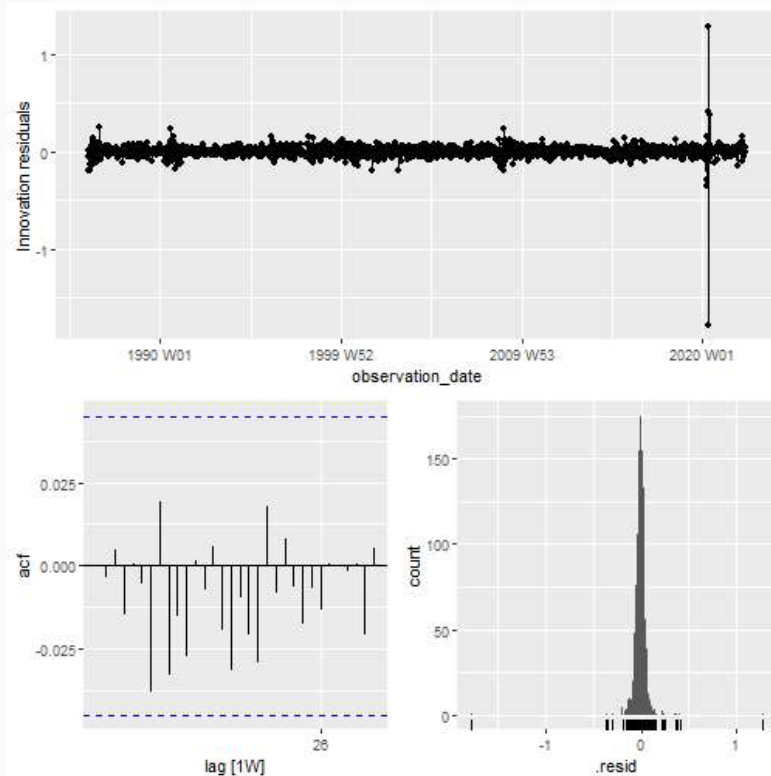 Innovation residuals
1
0
-1
1990 W01
1999 W52
2009 W53
2020 W01
observation_date
acf
0.025
0.000
-0.025
26
lag [1W]
count
150
100
50
0
-1
0
1
.resid